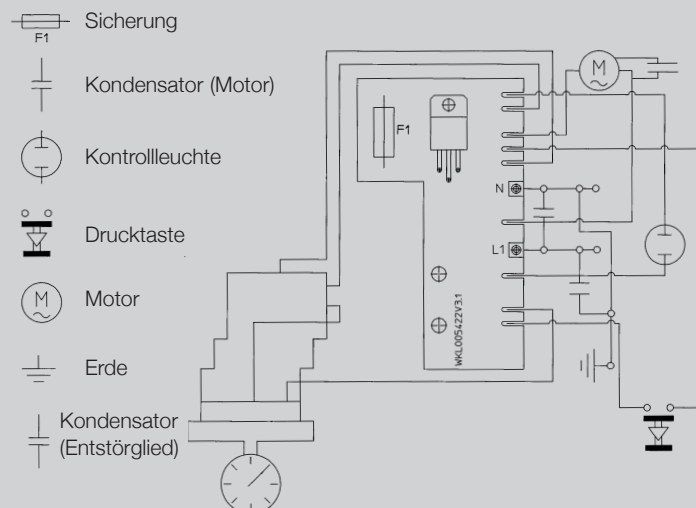 F1
Sicherung
Kondensator (Motor)
Kontrollleuchte
Drucktaste
M
Motor
Erde
Kondensator
(Entstörglied)
M
F1
N
L1
WKL005422V3.1